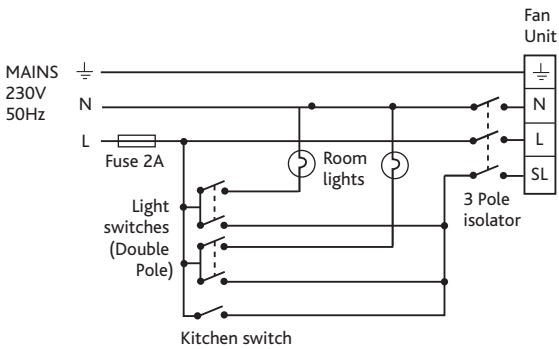 Fan
Unit
MAINS
230V
50Hz
N
N
L
L
Fuse 2A
Room
lights
SL
Light
switches
(Double
Pole)
3 Pole
isolator
Kitchen switch